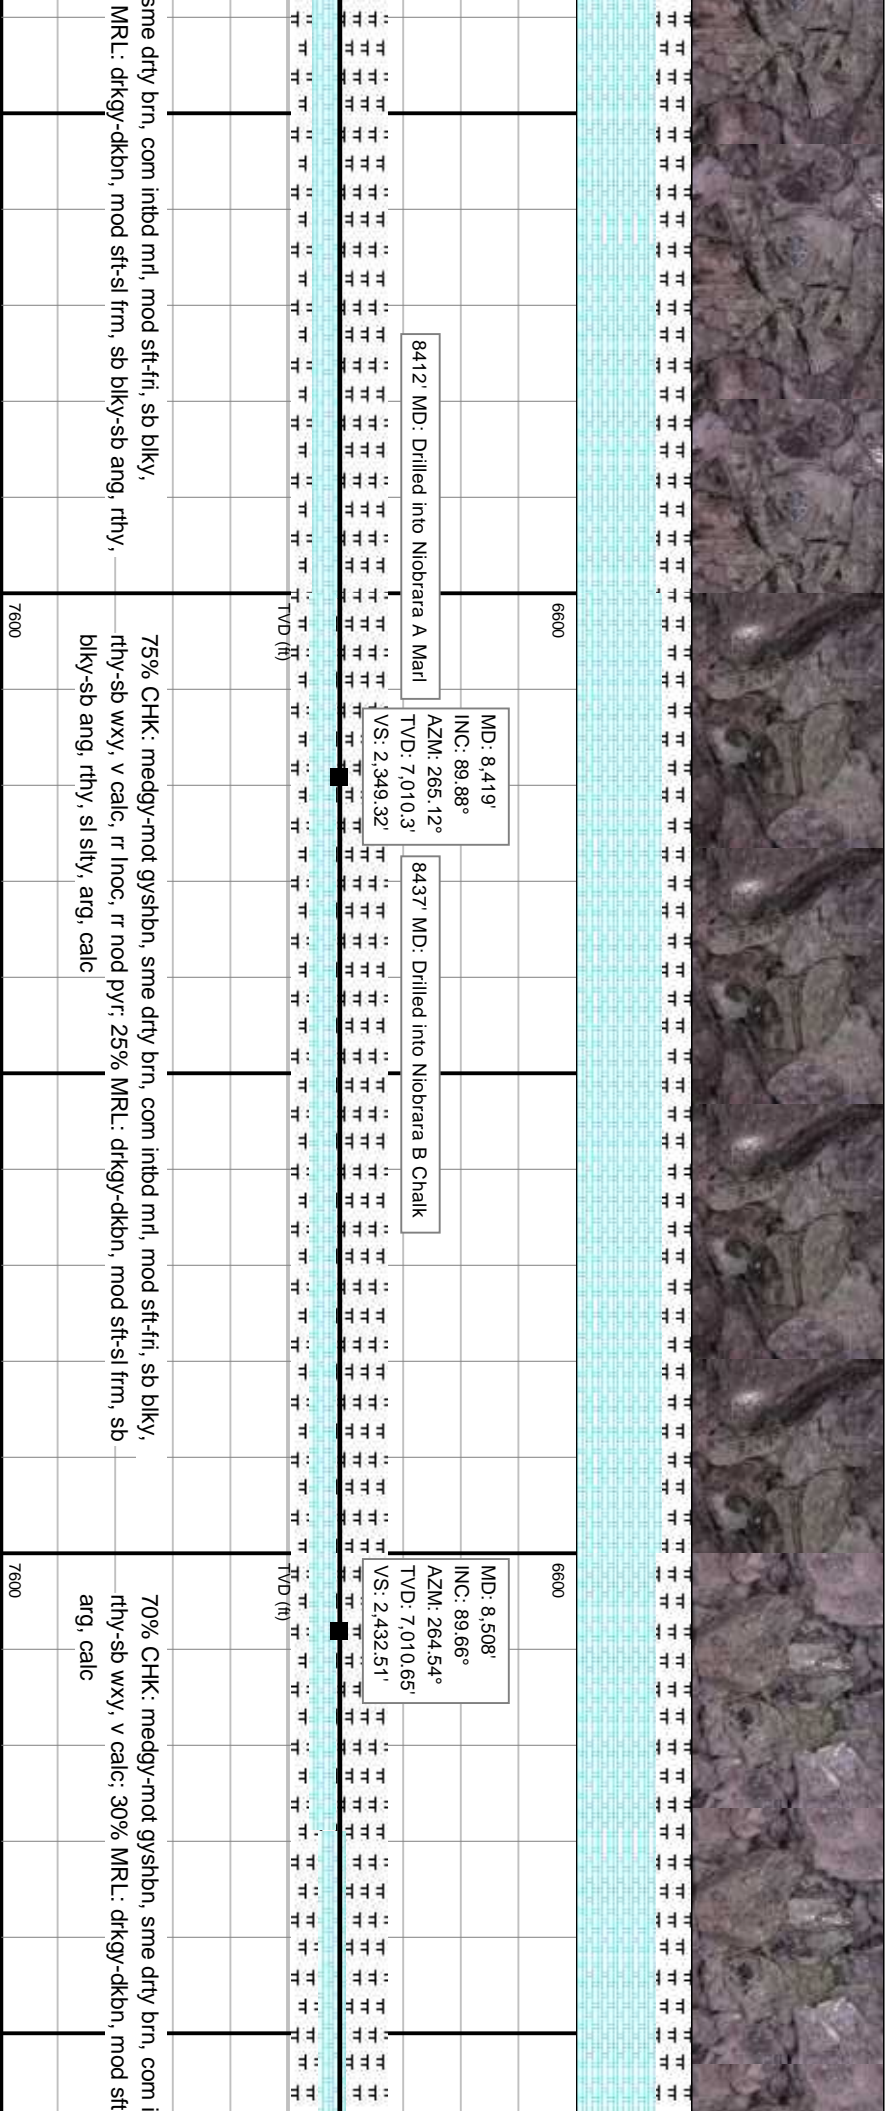 sme drty brn, com intbd mrl, mod sft-fri, sb blky,
MRL: drkgy-dkbn, mod sft-sl frm, sb blky-sb ang, rthy,
8412' MD: Drilled into Niobrara A Marl
6600
TVD (ft)
7600
MD: 8,419'
INC: 89.88°
AZM: 265.12°
TVD: 7,010.3'
VS: 2,349.32'
8437' MD: Drilled into Niobrara B Chalk
75% CHK: medgy-mot gyshbn, sme drty brn, com intbd mrl, mod sft-fri, sb blky,
rthy-sb wxy, v calc, rr Inoc, rr nod pyr; 25% MRL: drkgy-dkbn, mod sft-sl frm, sb
blky-sb ang, rthy, sl slty, arg, calc
6600
TVD (ft)
7600
MD: 8,508'
INC: 89.66°
AZM: 264.54°
TVD: 7,010.65'
VS: 2,432.51'
70% CHK: medgy-mot gyshbn, sme drty brn, com i
rthy-sb wxy, v calc; 30% MRL: drkgy-dkbn, mod sft
arg, calc